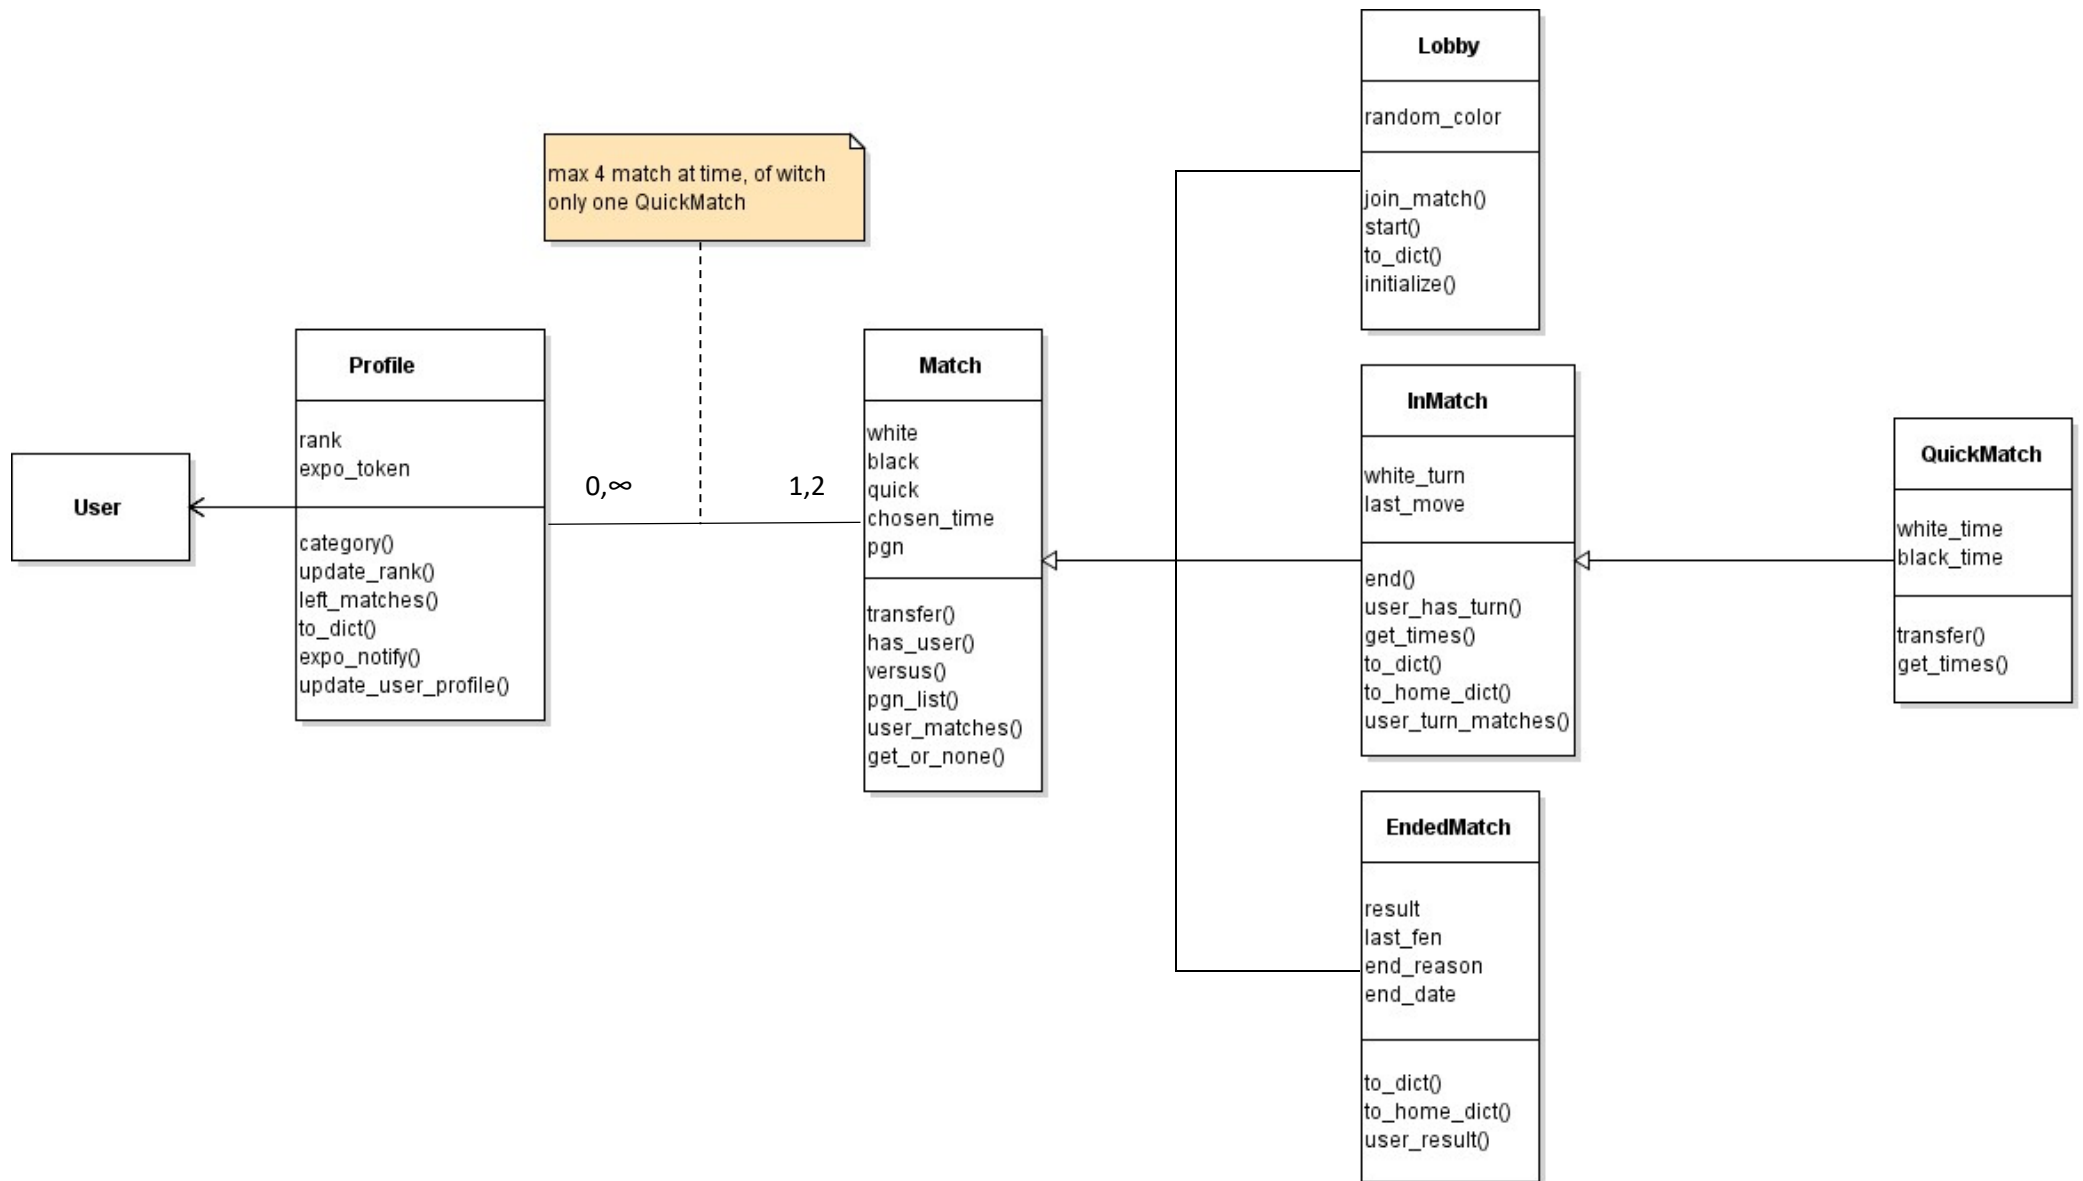 User
Profile
rank
expo_token
category()
update_rank()
left_matches()
to_dict()
expo_notify()
update_user_profile()
max 4 match at time, of witch
only one QuickMatch
0,∞
1,2
Match
white
black
quick
chosen_time
pgn
transfer()
has_user()
versus()
pgn_list()
user_matches()
get_or_none()
Lobby
random_color
join_match()
start()
to_dict()
initialize()
InMatch
white_turn
last_move
end()
user_has_turn()
get_times()
to_dict()
to_home_dict()
user_turn_matches()
EndedMatch
result
last_fen
end_reason
end_date
to_dict()
to_home_dict()
user_result()
QuickMatch
white_time
black_time
transfer()
get_times()